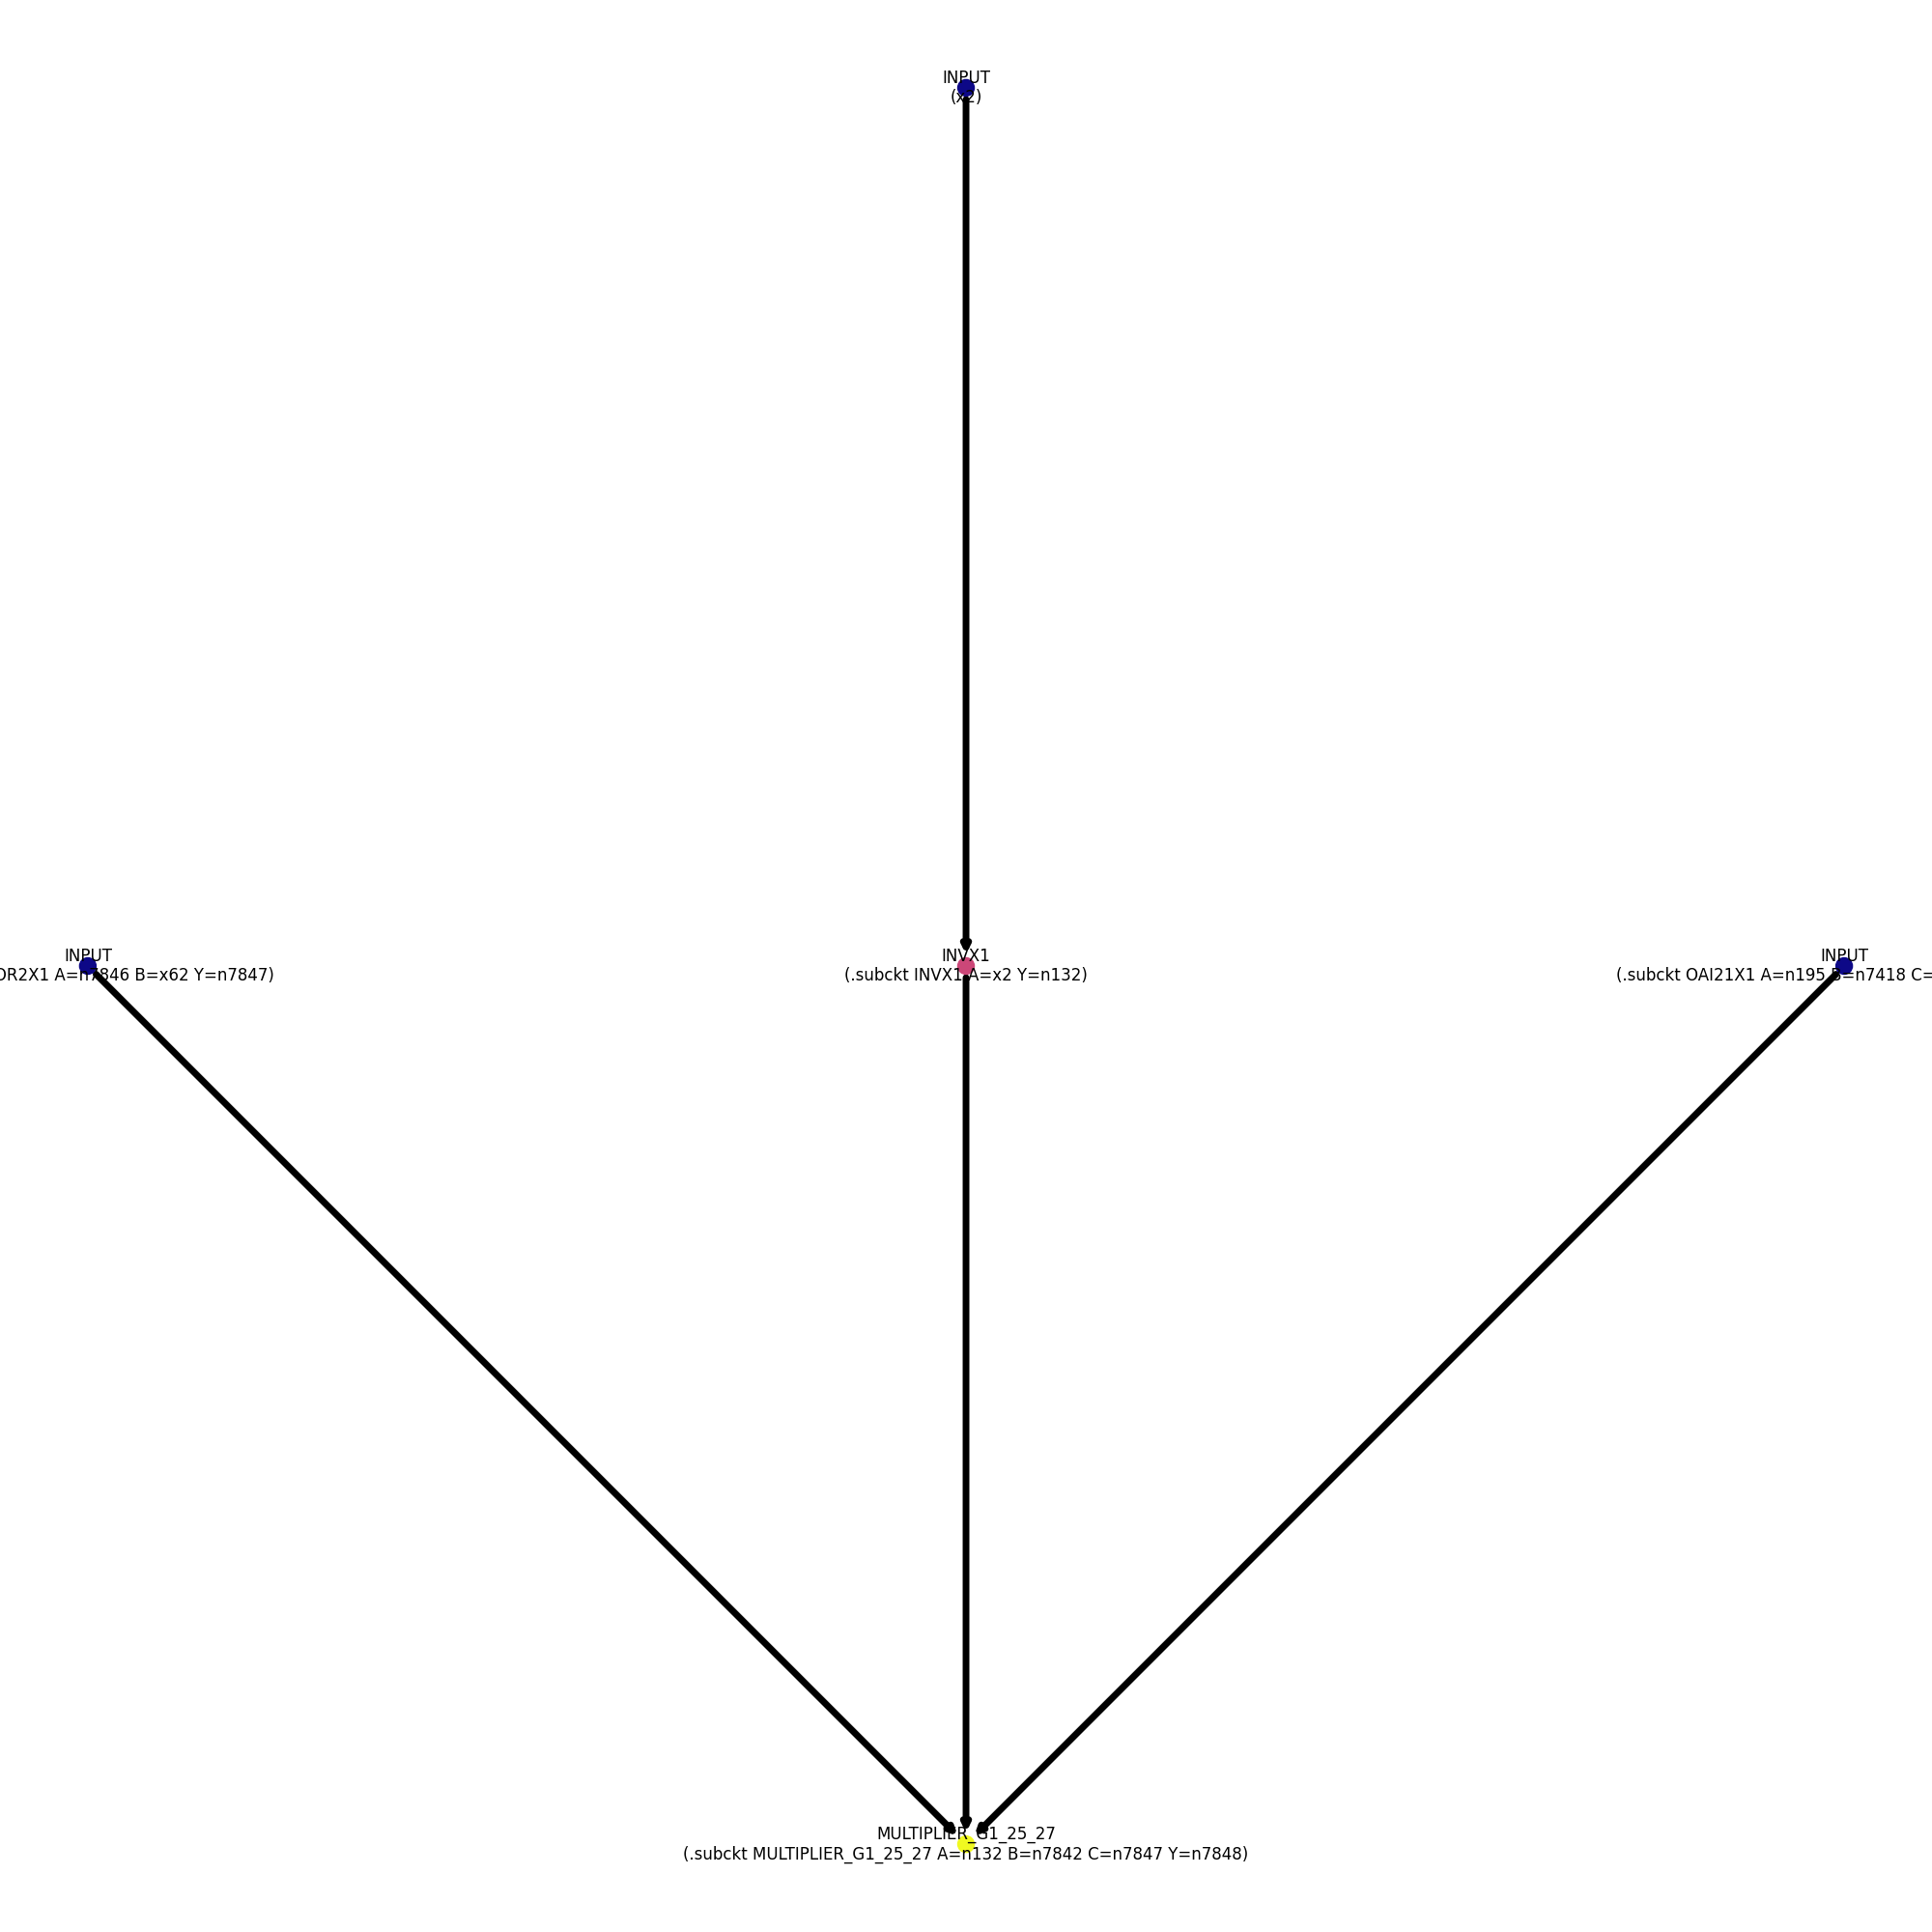 INPUT
(x2)
INPUT
A=n7846 B=x62 Y=n7847)
INVX1
(.subckt INVX1 A=x2 Y=n132)
INPUT
(.subckt OAI21X1 A=n195 B=n7418 C=
MULTIPLIER_G1_25_27
(.subckt MULTIPLIER_G1_25_27 A=n132 B=n7842 C=n7847 Y=n7848)